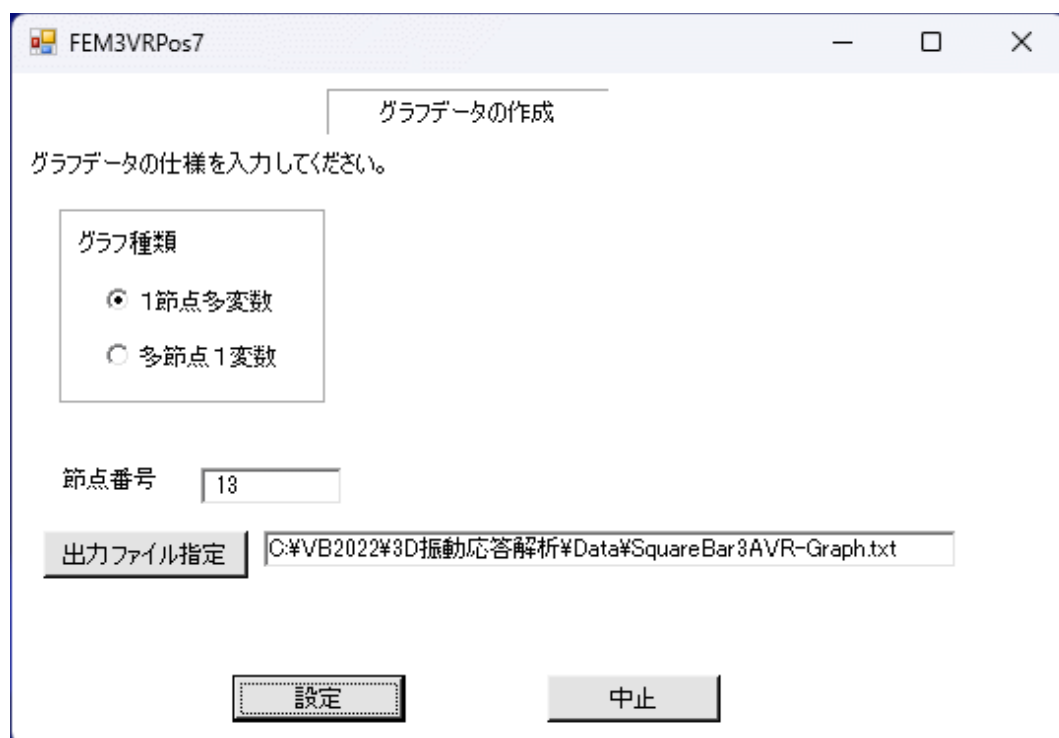 FEM3VRPos7
グラフデータの作成
グラフデータの仕様を入力してください。
グラフ種類
1節点多変数
多節点1変数
節点番号 13
出力ファイル指定 C:¥VB2022¥3D振動応答解析¥Data¥SquareBar3AVR-Graph.txt
設定 中止